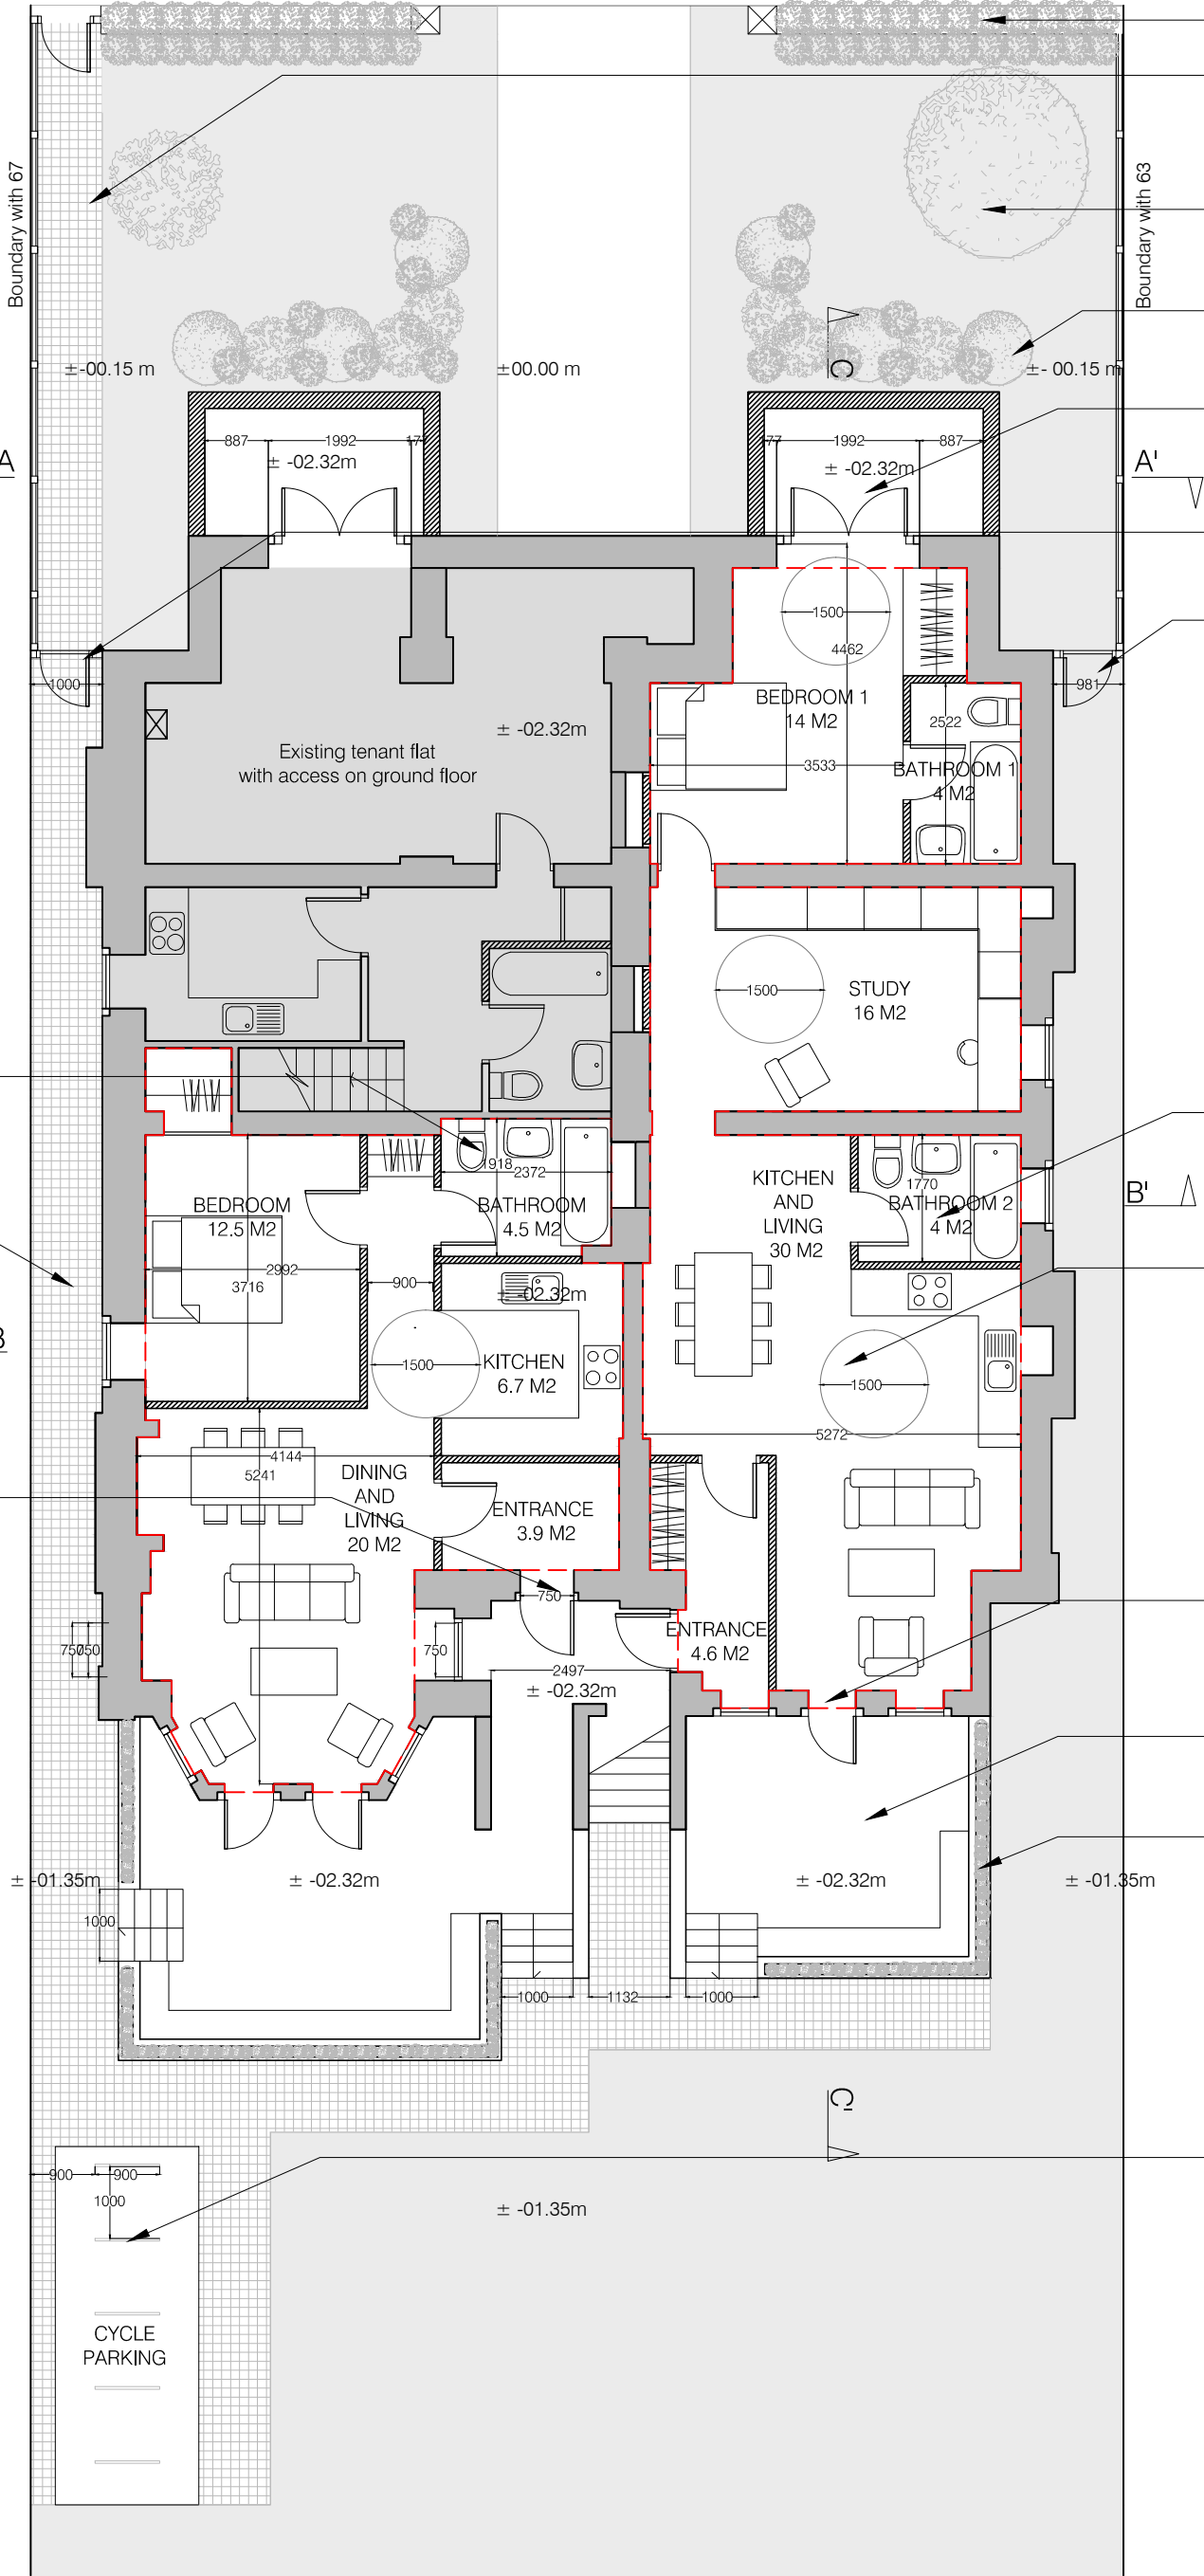 Boundary with 67
Boundary with 63
±-00.15 m
±00.00 m
±- 00.15 m
C
A
A'
887
1992
177
± -02.32m
177
1992
887
± -02.32m
1000
981
1500
4462
BEDROOM 1
14 M2
2522
3533
BATHROOM 1
4 M2
± -02.32m
Existing tenant flat
with access on ground floor
1500
STUDY
16 M2
1918
2372
BATHROOM
4.5 M2
BEDROOM
12.5 M2
2992
3716
900
± -02.32m
1500
KITCHEN
6.7 M2
KITCHEN
AND
LIVING
30 M2
1770
BATHROOM 2
4 M2
B'
B
1500
5272
4144
5241
DINING
AND
LIVING
20 M2
ENTRANCE
3.9 M2
750
ENTRANCE
4.6 M2
750
750
750
2497
± -02.32m
± -01.35m
± -02.32m
± -02.32m
± -01.35m
1000
1000
1132
1000
C'
900
900
1000
± -01.35m
CYCLE
PARKING